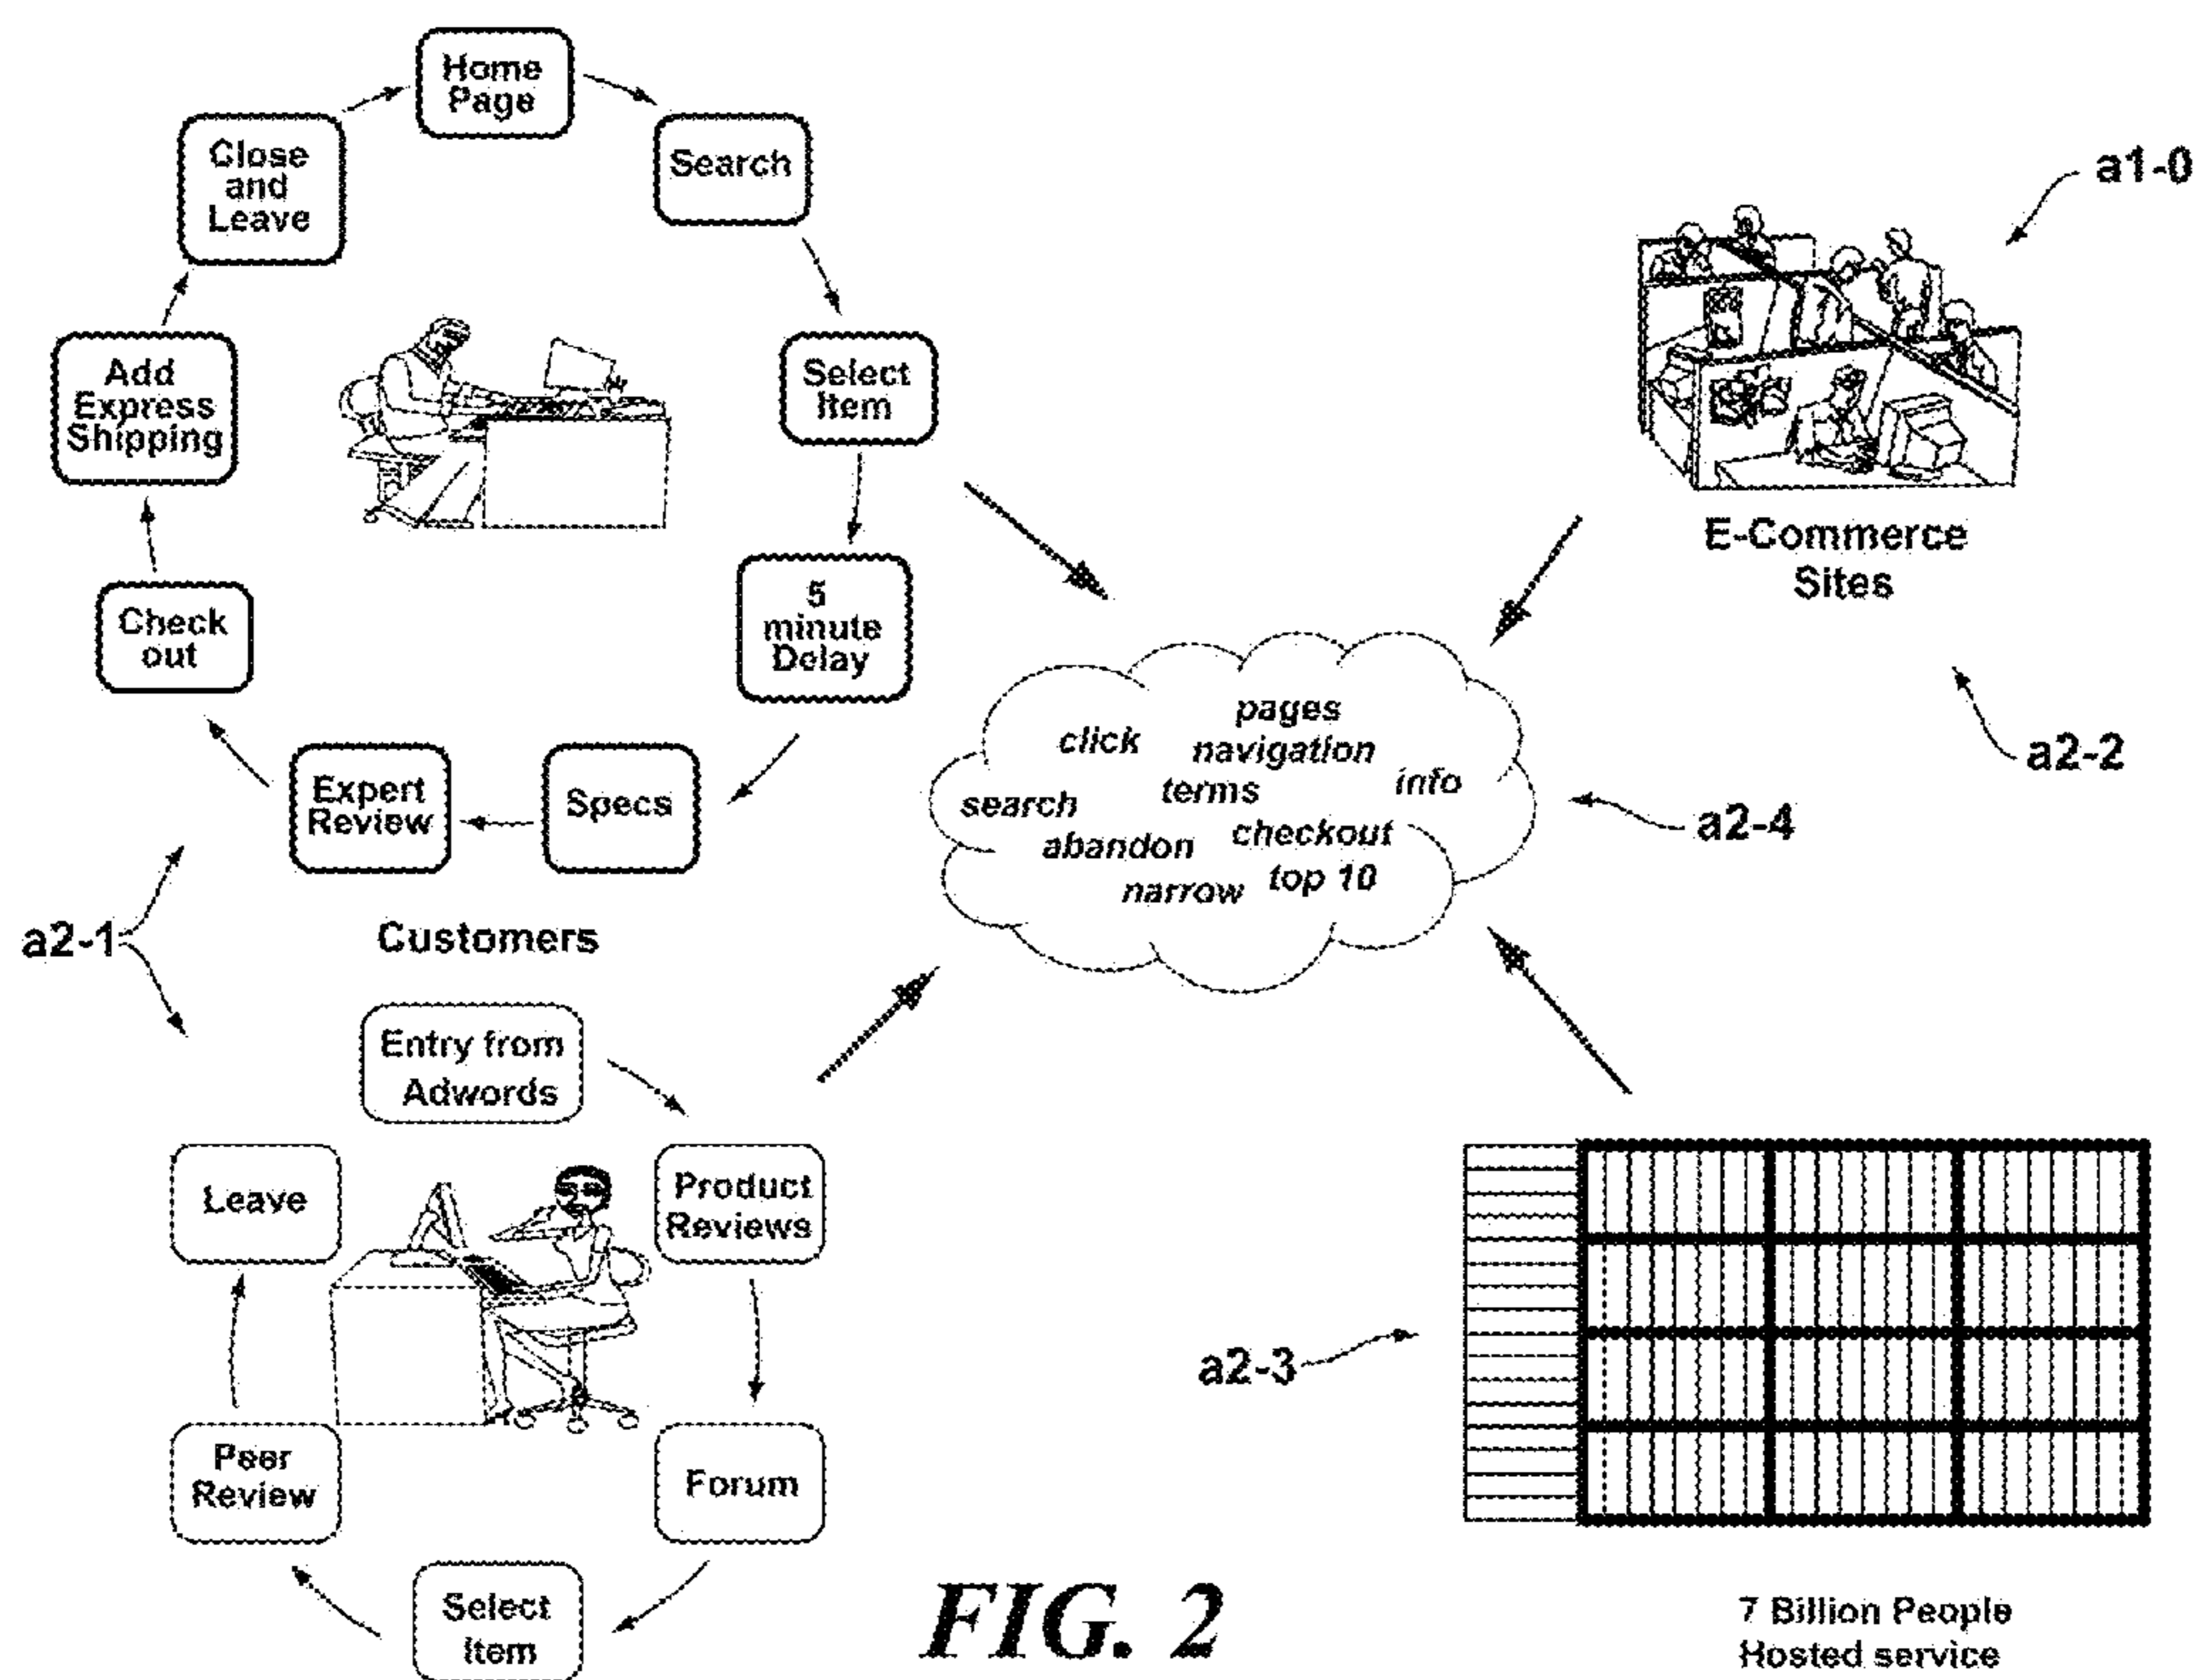 Home
Page
Search
Select
Item
5
minute
Delay
Specs
Expert
Review
Check
out
Add
Express
Shipping
Close
and
Leave
a1-0
E-Commerce
Sites
a2-2
pages
click
navigation
info
terms
search
checkout
abandon
top 10
narrow
a2-4
a2-1
Customers
Entry from
Adwords
Product
Reviews
Forum
Select
Item
Peer
Review
Leave
a2-3
7 Billion People
Hosted service
FIG. 2